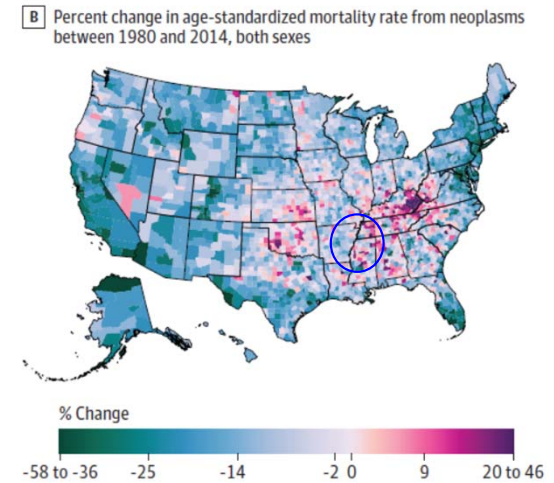 B Percent change in age-standardized mortality rate from neoplasms
between 1980 and 2014, both sexes
% Change
-58 to -36 -25 -14 -2 0 9 20 to 46